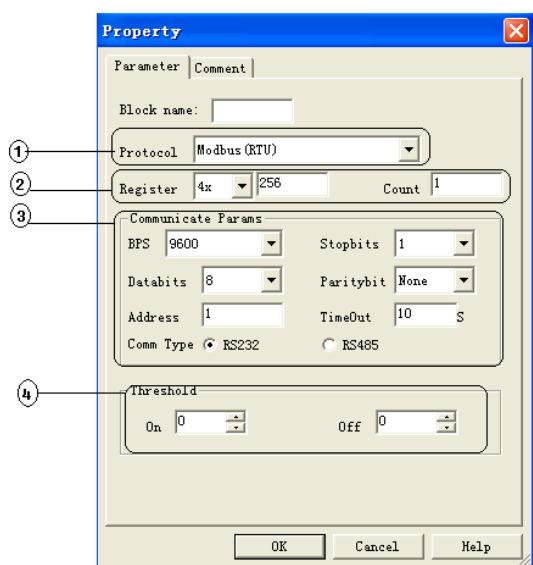 Property
Parameter Comment
Block name:
① Protocol Modbus(RTU)
② Register 4x 256 Count 1
③ Communicate Params
BPS 9600 Stopbits 1
Databits 8 Paritybit None
Address 1 TimeOut 10 S
Comm Type RS232 RS485
④ Threshold
On 0 Off 0
OK Cancel Help